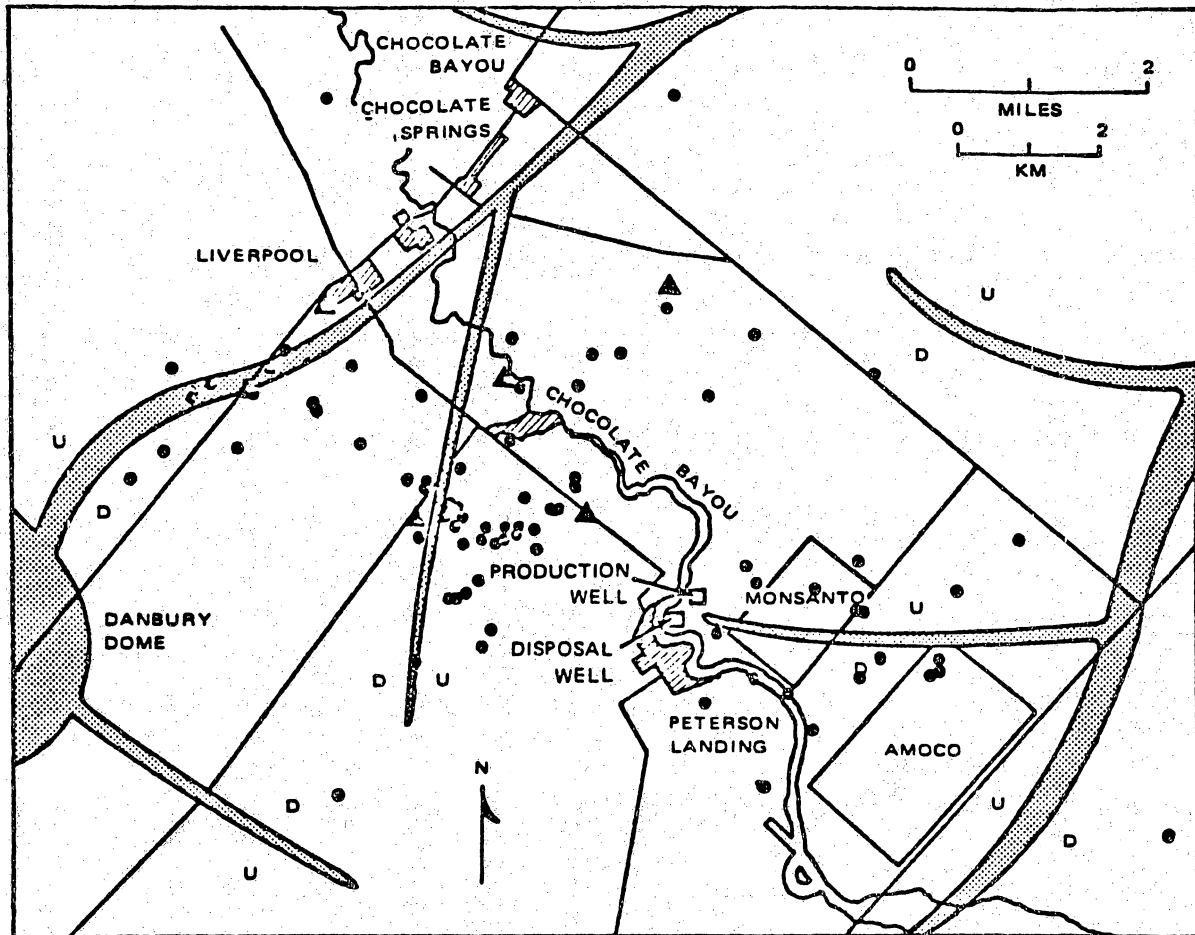 CHOCOLATE
BAYOU
CHOCOLATE
SPRINGS
0 2
MILES
0 2
KM
LIVERPOOL
U
D
U
D
CHOCOLATE
BAYOU
PRODUCTION
WELL
MONSANTO
U
DANBURY
DOME
DISPOSAL
WELL
D
D U
PETERSON
LANDING
AMOCO
N
D
U
U
D